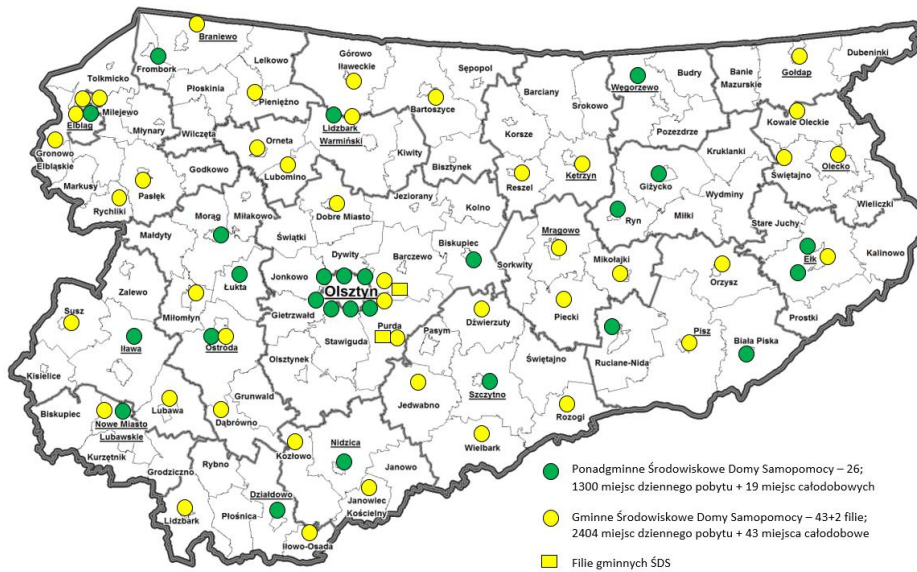 Braniewo
Frombork
Lelkowo
Górowo
Iławeckie
Sępopol
Węgorzewo
Budry
Banie
Mazurskie
Gołdap
Dubeninki
Tolkmicko
Płoskinia
Pieniężno
Bartoszyce
Barciany
Srokowo
Elbląg
Milejewo
Młynary
Wilczęta
Lidzbark
Warmiński
Korsze
Pozezdrze
Kowale Oleckie
Gronowo
Elbląskie
Orneta
Kiwity
Bisztynek
Kruklanki
Olecko
Świętajno
Markusy
Godkowo
Lubomino
Reszel
Kętrzyn
Giżycko
Wydminy
Wieliczki
Rychliki
Pasłęk
Jeziorany
Kolno
Ryn
Miłki
Stare Juchy
Morąg
Miłakowo
Dobre Miasto
Małdyty
Świątki
Mrągowo
Kalinowo
Dywity
Biskupiec
Sorkwity
Mikołajki
Ełk
Zalewo
Łukta
Jonkowo
Barczewo
Orzysz
Olsztyn
Susz
Miłomłyn
Gietrzwałd
Piecki
Prostki
Purda
Dźwierzuty
Pisz
Iława
Ostróda
Stawiguda
Pasym
Biała Piska
Kisielice
Olsztynek
Świętajno
Ruciane-Nida
Grunwald
Jedwabno
Szczytno
Biskupiec
Lubawa
Dąbrówno
Rozogi
Nowe Miasto
Lubawskie
Wielbark
Kurzętnik
Kozłowo
Nidzica
Grodziczno
Rybno
Janowo
Działdowo
Janowiec
Kościelny
Lidzbark
Płośnica
Iłowo-Osada
Ponadgminne Środowiskowe Domy Samopomocy – 26;
1300 miejsc dziennego pobytu + 19 miejsc całodobowych
Gminne Środowiskowe Domy Samopomocy – 43+2 filie;
2404 miejsc dziennego pobytu + 43 miejsca całodobowe
Filie gminnych ŚDS